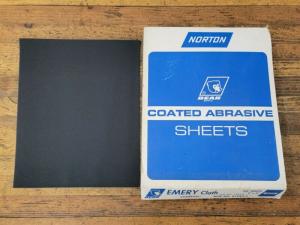 NORTON
BEAR
COATED ABRASIVE
SHEETS
EMERY Cloth